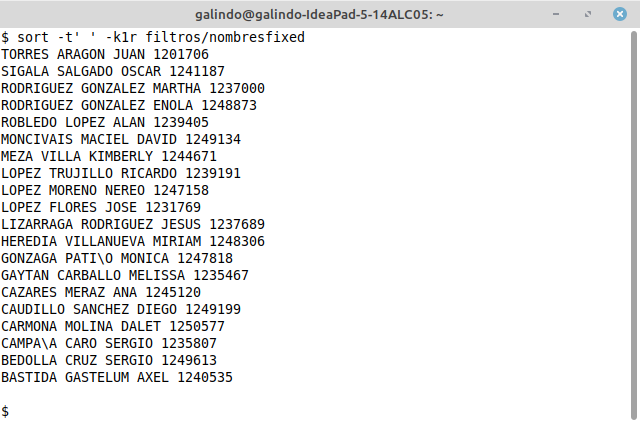 galindo@galindo-IdeaPad-5-14ALC05: ~
$ sort -t' ' -k1r filtros/nombresfixed
TORRES ARAGON JUAN 1201706
SIGALA SALGADO OSCAR 1241187
RODRIGUEZ GONZALEZ MARTHA 1237000
RODRIGUEZ GONZALEZ ENOLA 1248873
ROBLEDO LOPEZ ALAN 1239405
MONCIVAIS MACIEL DAVID 1249134
MEZA VILLA KIMBERLY 1244671
LOPEZ TRUJILLO RICARDO 1239191
LOPEZ MORENO NEREO 1247158
LOPEZ FLORES JOSE 1231769
LIZARRAGA RODRIGUEZ JESUS 1237689
HEREDIA VILLANUEVA MIRIAM 1248306
GONZAGA PATI\O MONICA 1247818
GAYTAN CARBALLO MELISSA 1235467
CAZARES MERAZ ANA 1245120
CAUDILLO SANCHEZ DIEGO 1249199
CARMONA MOLINA DALET 1250577
CAMPA\A CARO SERGIO 1235807
BEDOLLA CRUZ SERGIO 1249613
BASTIDA GASTELUM AXEL 1240535
$